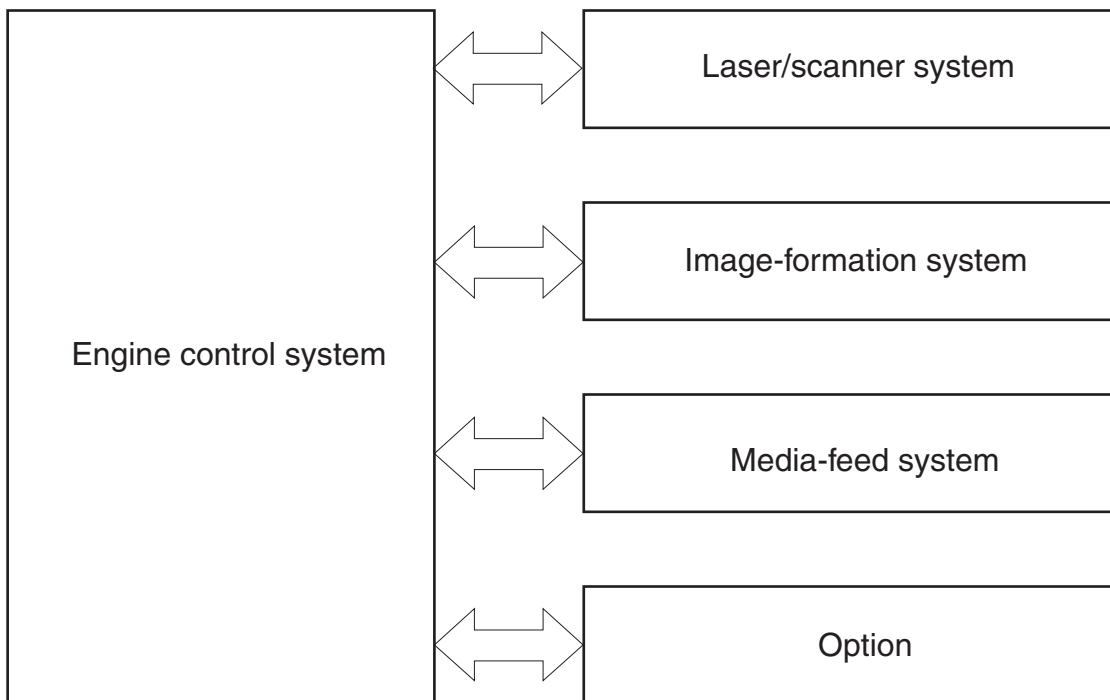 Laser/scanner system
Image-formation system
Engine control system
Media-feed system
Option